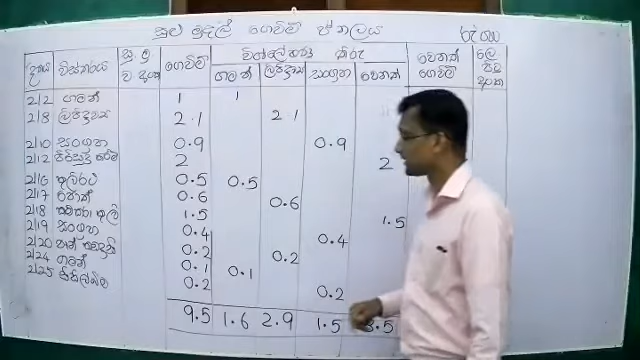 සුළු මුදල් ගෙවීම් ජනලය රු.000
දිනය විස්තරය සු මු ව අංක ගෙවීම් විශ්ලේෂණ තීරු වෙනත් ගෙවීම් ලෙ පිටු අංක
ගමන් ලිපිද්‍රව්‍ය සංග්‍රහ වෙනත්
2/2 ගමන් 1 1
2/8 ලිපිද්‍රව්‍ය 2.1 2.1
2/10 සංග්‍රහ 0.9 0.9
2/12 පිරිසිදු කිරීම් 2 2
2/16 කුලීරථ 0.5 0.5
2/17 0.6 0.6
2/18 කුලී 1.5 1.5
2/19 සංග්‍රහ 0.4 0.4
2/20 0.2 0.2
2/24 ගමන් 0.1 0.1
2/25 0.2 0.2
9.5 1.6 2.9 1.5 3.5